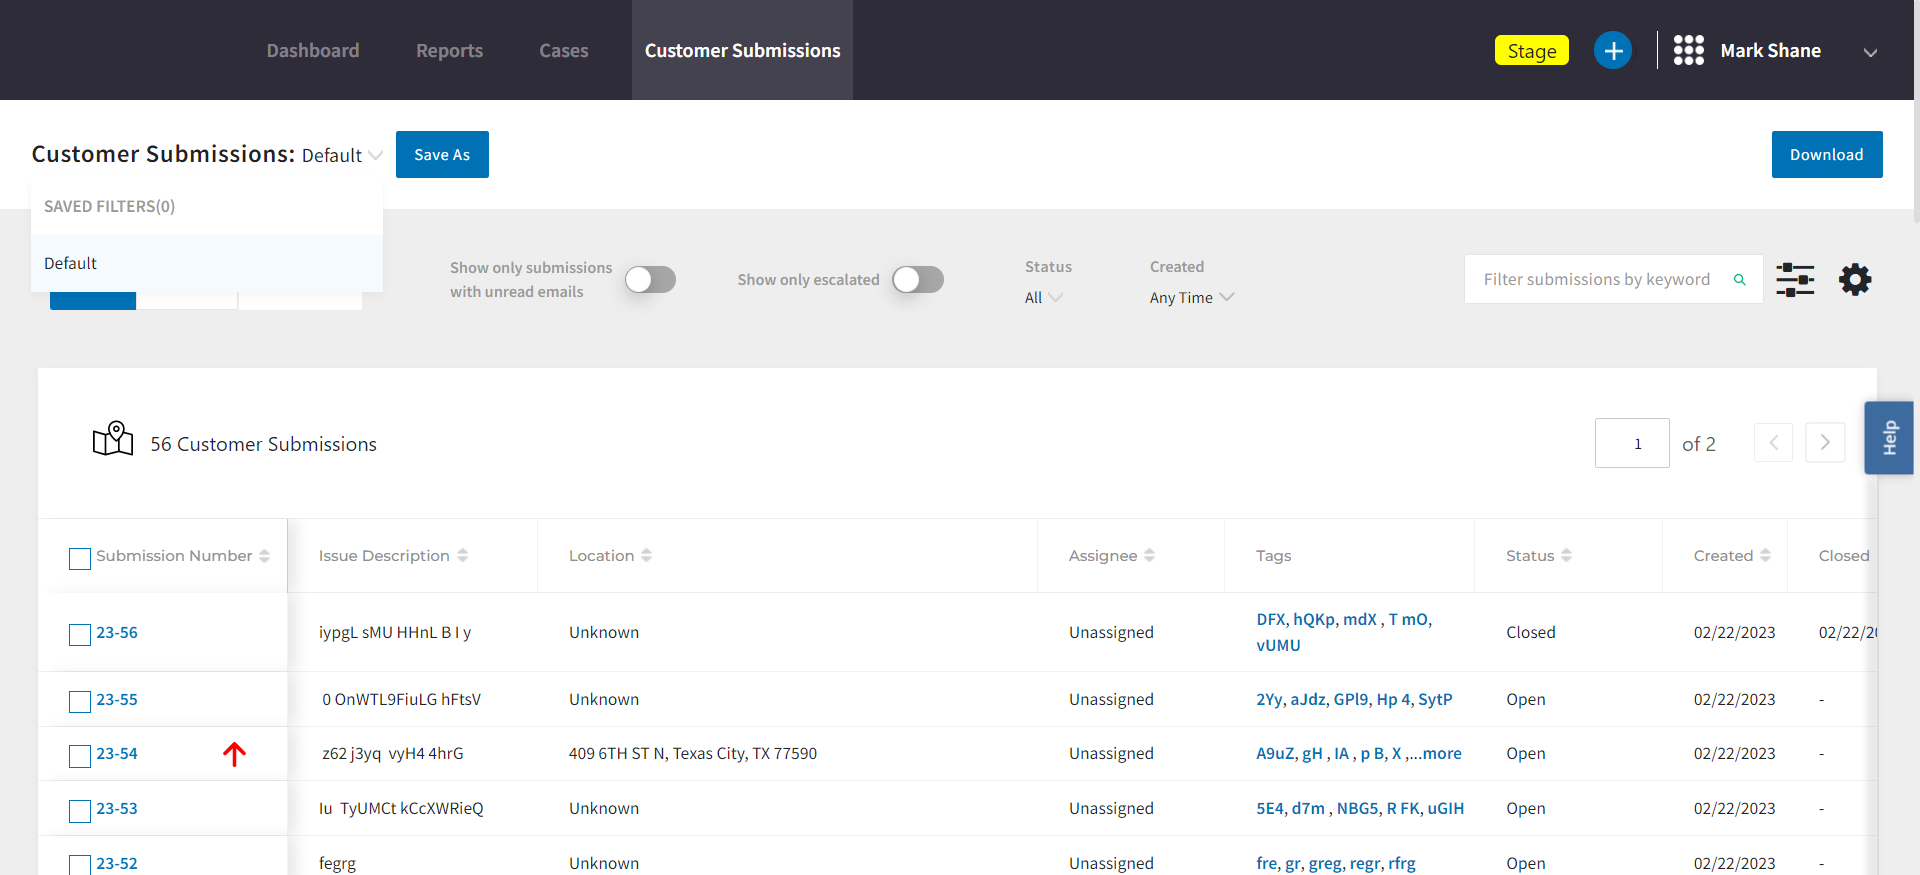 Dashboard Reports Cases Customer Submissions Stage Mark Shane
Customer Submissions: Default Save As Download
SAVED FILTERS(0)
Default
Show only submissions
with unread emails
Show only escalated
Status
All
Created
Any Time
Filter submissions by keyword
Help
56 Customer Submissions 1 of 2
Submission Number Issue Description Location Assignee Tags Status Created Closed
23-56 iypgL sMU HHnL B I y Unknown Unassigned DFX, hQKp, mdX , T mO, Closed 02/22/2023 02/22/20
vUMU
23-55 0 OnWTL9FiuLG hFtsV Unknown Unassigned 2Yy, aJdz, GPl9, Hp 4, SytP Open 02/22/2023 -
23-54 z62 j3yq vyH4 4hrG 409 6TH ST N, Texas City, TX 77590 Unassigned A9uZ, gH , IA , p B, X ,...more Open 02/22/2023 -
23-53 Iu TyUMCt kCcXWRieQ Unknown Unassigned 5E4, d7m , NBG5, R FK, uGIH Open 02/22/2023 -
23-52 fegrg Unknown Unassigned fre, gr, greg, regr, rfrg Open 02/22/2023 -